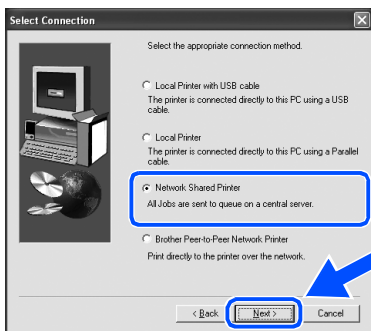 Select Connection
Select the appropriate connection method.
Local Printer with USB cable
The printer is connected directly to this PC using a USB
cable.
Local Printer
The printer is connected directly to this PC using a Parallel
cable.
Network Shared Printer
All Jobs are sent to queue on a central server.
Brother Peer-to-Peer Network Printer
Print directly to the printer over the network.
< Back Next > Cancel